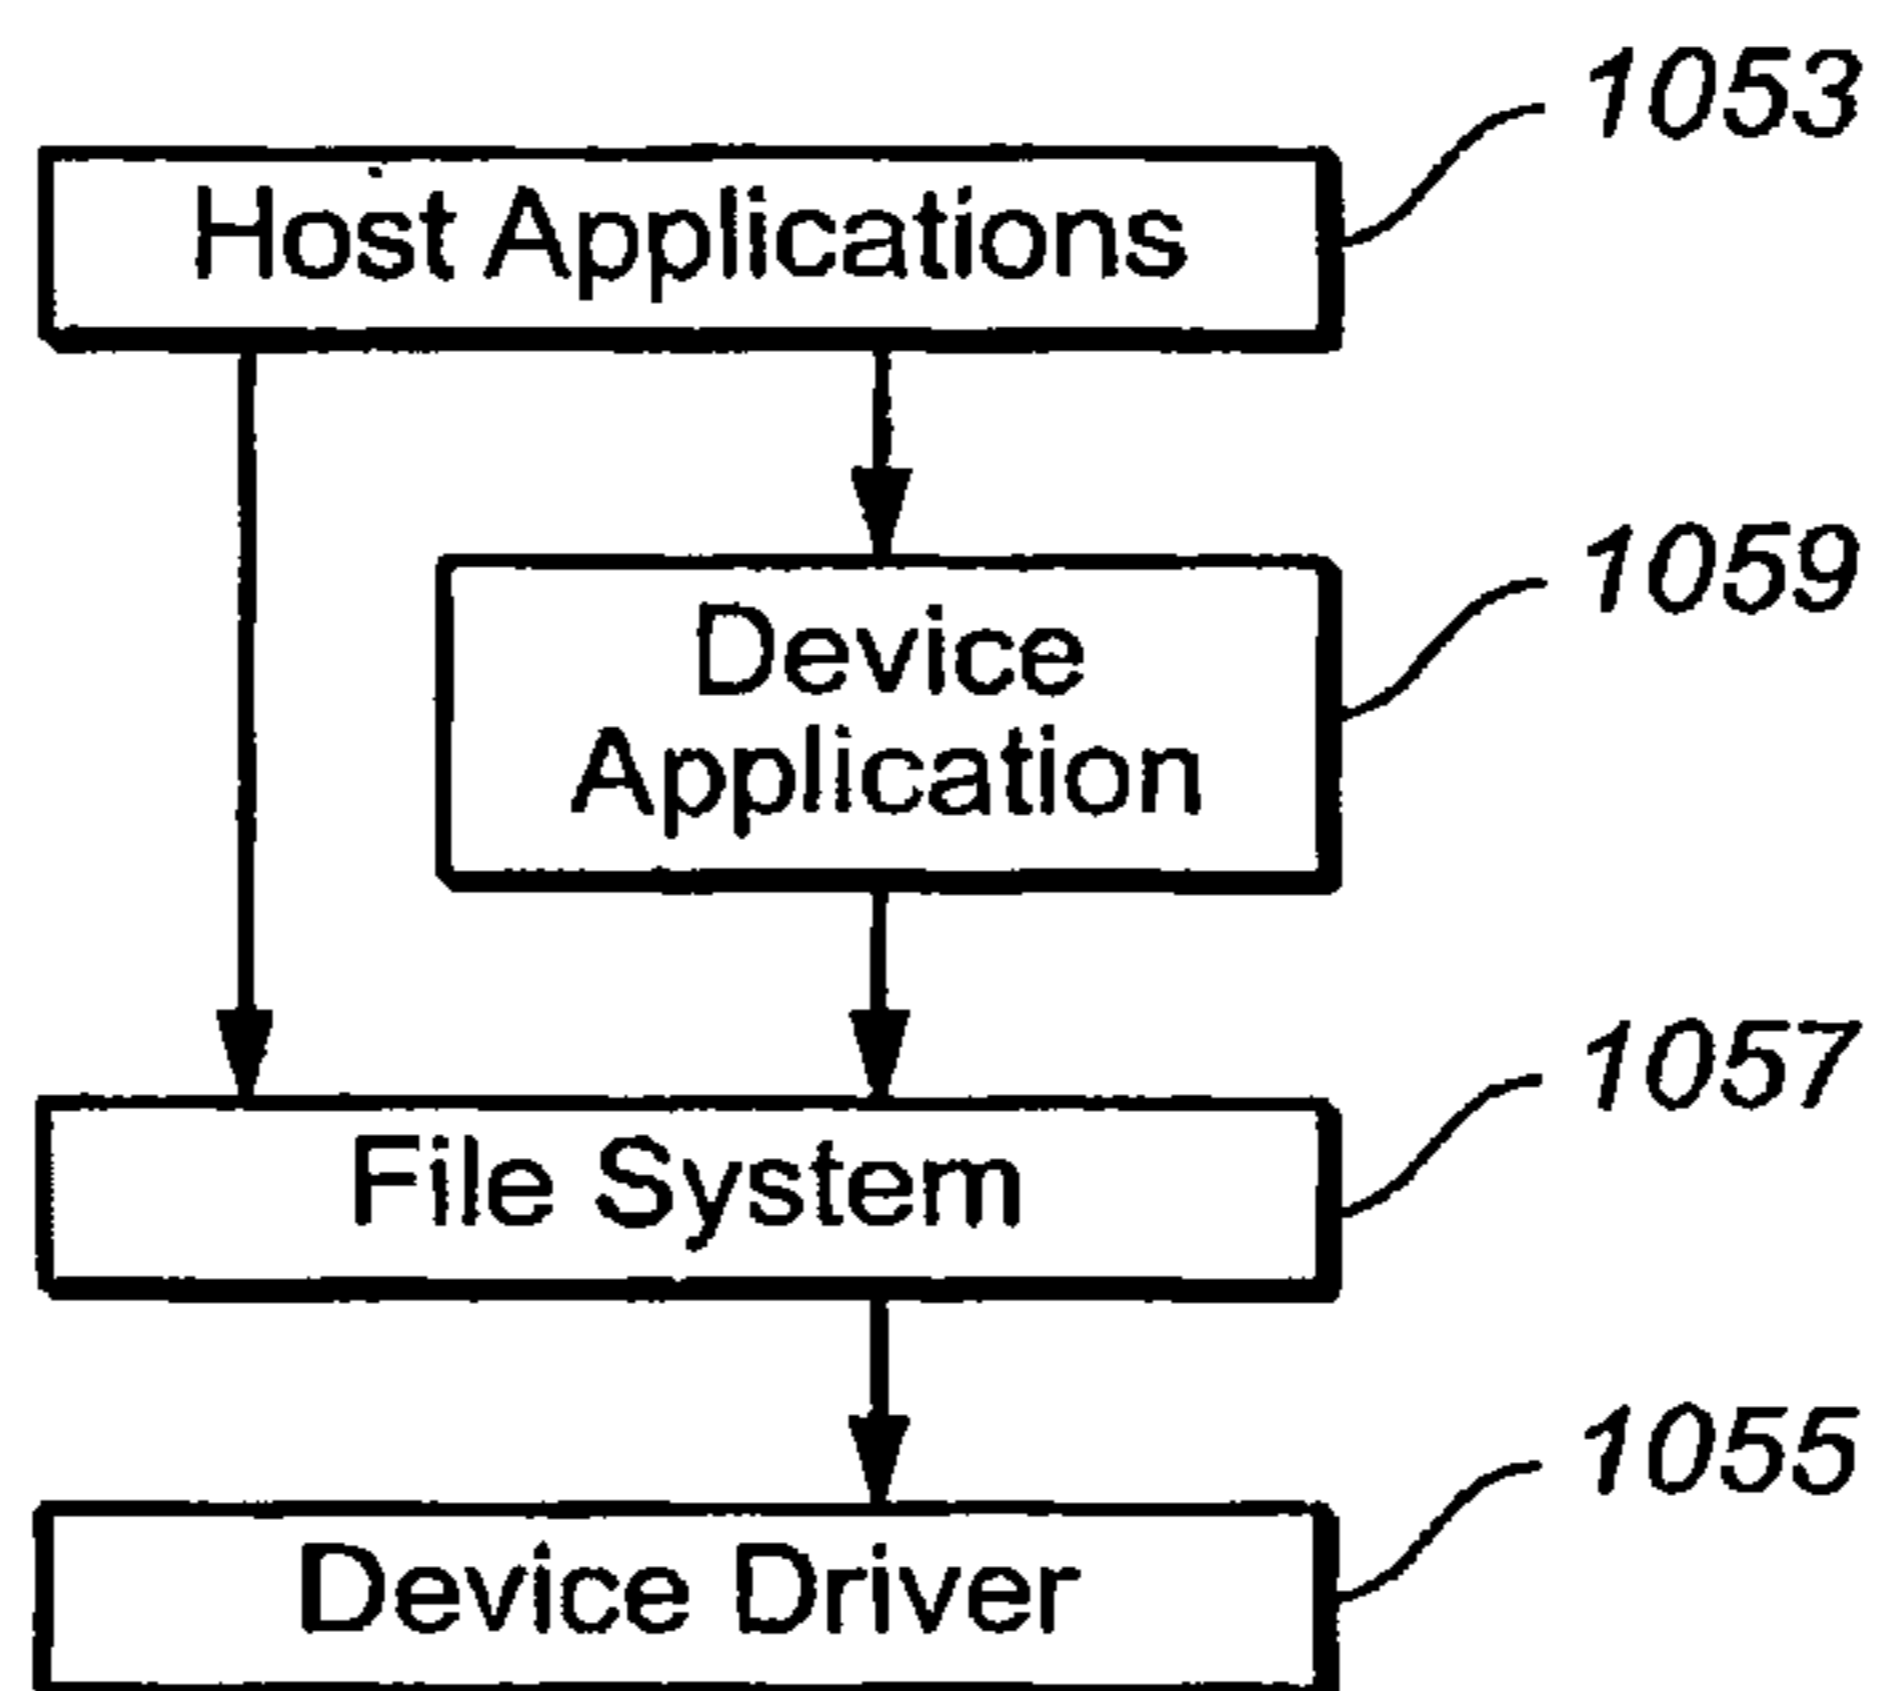 1053
Host Applications
1059
Device
Application
1057
File System
1055
Device Driver